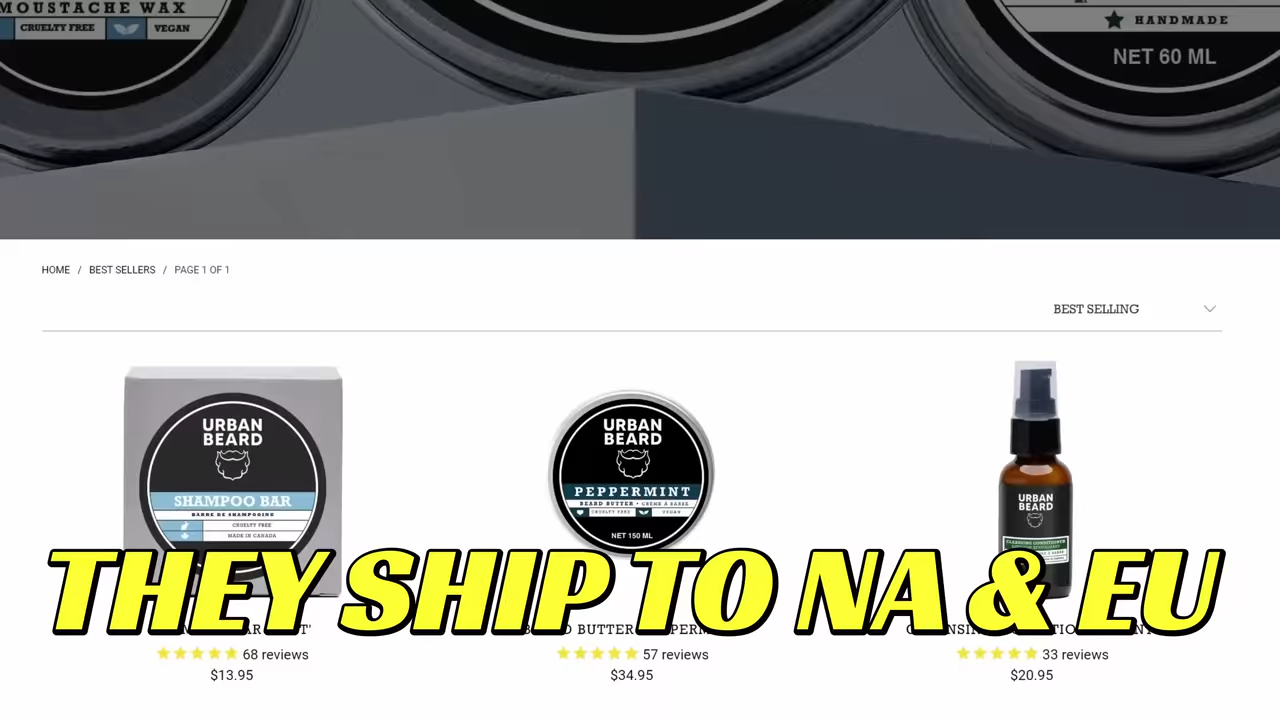 MOUSTACHE WAX
CRUELTY FREE VEGAN
HANDMADE
NET 60 ML
HOME / BEST SELLERS / PAGE 1 OF 1
BEST SELLING
URBAN
BEARD
SHAMPOO BAR
BARRE DE SHAMPOOING
CRUELTY FREE
MADE IN CANADA
URBAN
BEARD
PEPPERMINT
BEARD BUTTER • CRÈME À BARBE
CRUELTY FREE VEGAN
NET 150 ML
URBAN
BEARD
CLEANSING CONDITIONER
THEY SHIP TO NA & EU
68 reviews
57 reviews
33 reviews
$13.95
$34.95
$20.95